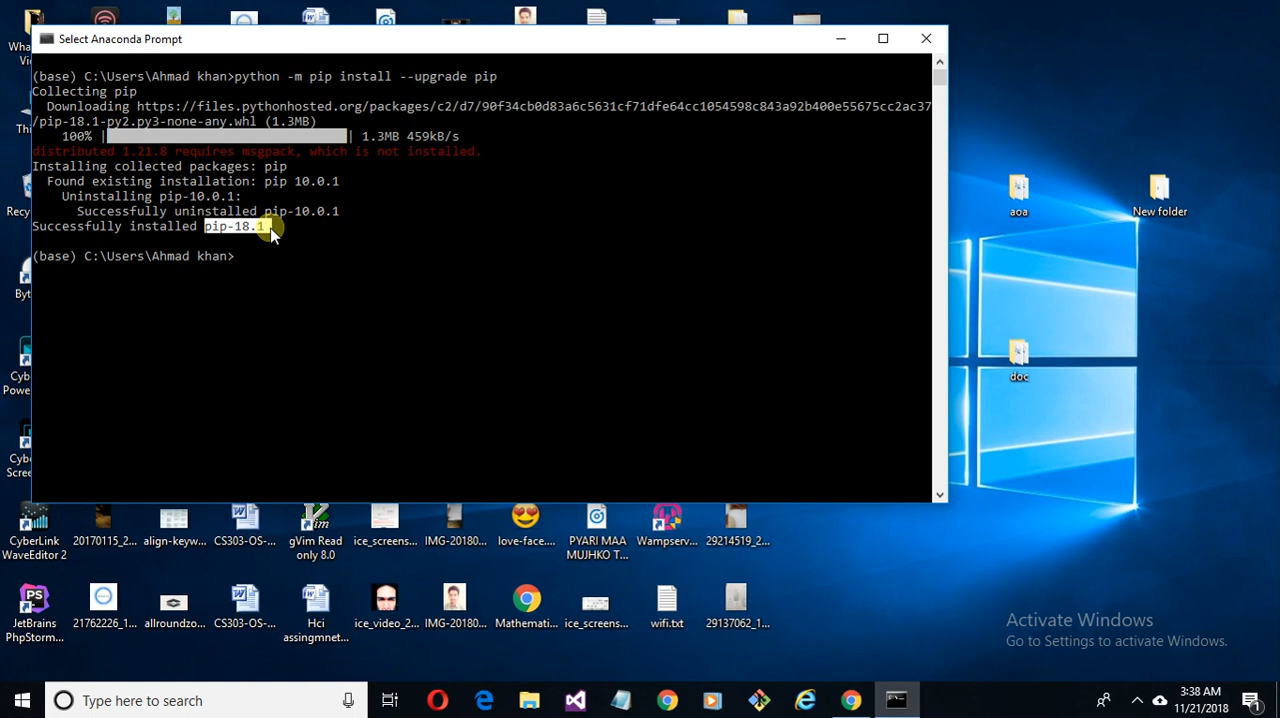 Select Anaconda Prompt
(base) C:\Users\Ahmad khan>python -m pip install --upgrade pip
Collecting pip
Downloading https://files.pythonhosted.org/packages/c2/d7/90f34cb0d83a6c5631cf71dfe64cc1054598c843a92b400e55675cc2ac37
/pip-18.1-py2.py3-none-any.whl (1.3MB)
100% | | 1.3MB 459kB/s
distributed 1.21.8 requires msgpack, which is not installed.
Installing collected packages: pip
Found existing installation: pip 10.0.1
Uninstalling pip-10.0.1:
Successfully uninstalled pip-10.0.1
Successfully installed pip-18.1
(base) C:\Users\Ahmad khan>
aoa
New folder
doc
CyberLink
WaveEditor 2
20170115_2...
align-keyw...
CS303-OS-...
gVim Read
only 8.0
ice_screens...
IMG-20180...
love-face....
PYARI MAA
MUJHKO T...
Wampserv...
29214519_2...
JetBrains
PhpStorm...
21762226_1...
allroundzo...
CS303-OS-...
Hci
assingmnet...
ice_video_2...
IMG-20180...
Mathemati...
ice_screens...
wifi.txt
29137062_1...
Activate Windows
Go to Settings to activate Windows.
Type here to search
3:38 AM
11/21/2018